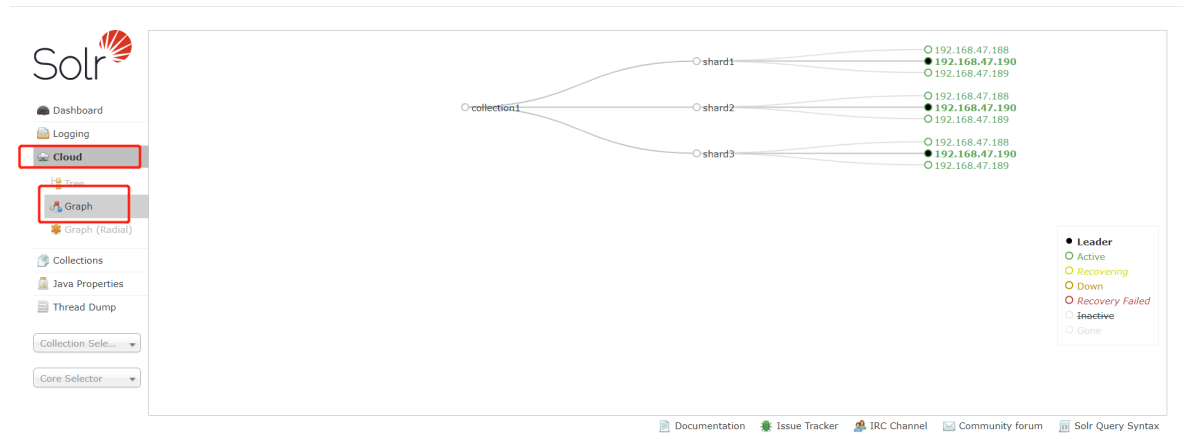 Solr
Dashboard
Logging
Cloud
Tree
Graph
Graph (Radial)
Collections
Java Properties
Thread Dump
Collection Sele...
Core Selector
collection1
shard1
192.168.47.188
192.168.47.190
192.168.47.189
shard2
192.168.47.188
192.168.47.190
192.168.47.189
shard3
192.168.47.188
192.168.47.190
192.168.47.189
Leader
Active
Recovering
Down
Recovery Failed
Inactive
Gone
Documentation Issue Tracker IRC Channel Community forum Solr Query Syntax